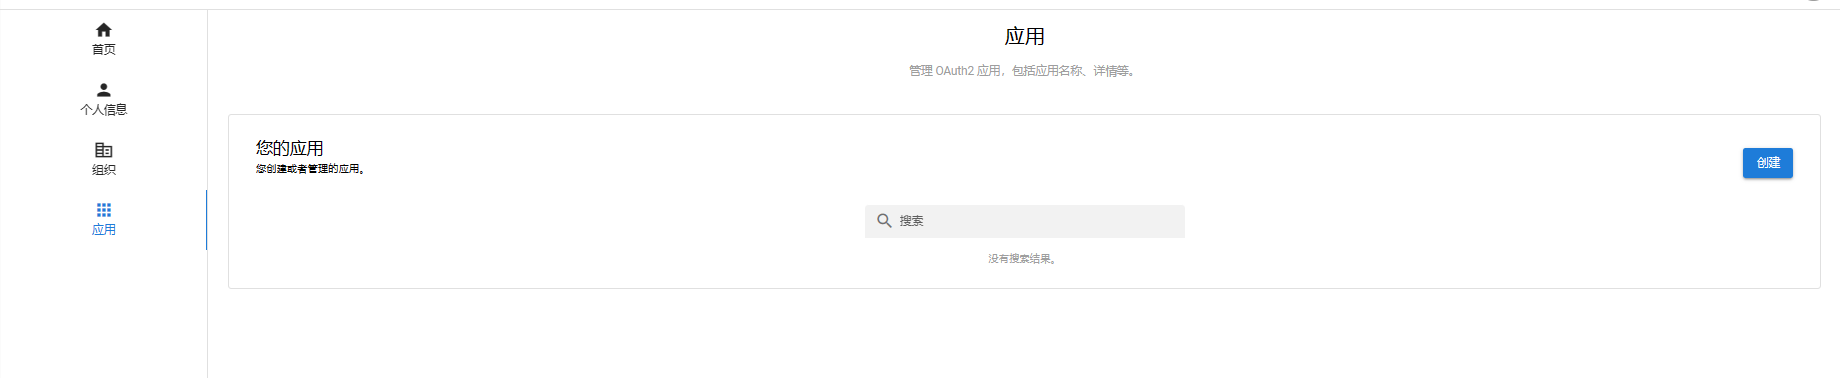 首页
个人信息
组织
应用
应用
管理 OAuth2 应用，包括应用名称、详情等。
您的应用
您创建或者管理的应用。
创建
搜索
没有搜索结果。